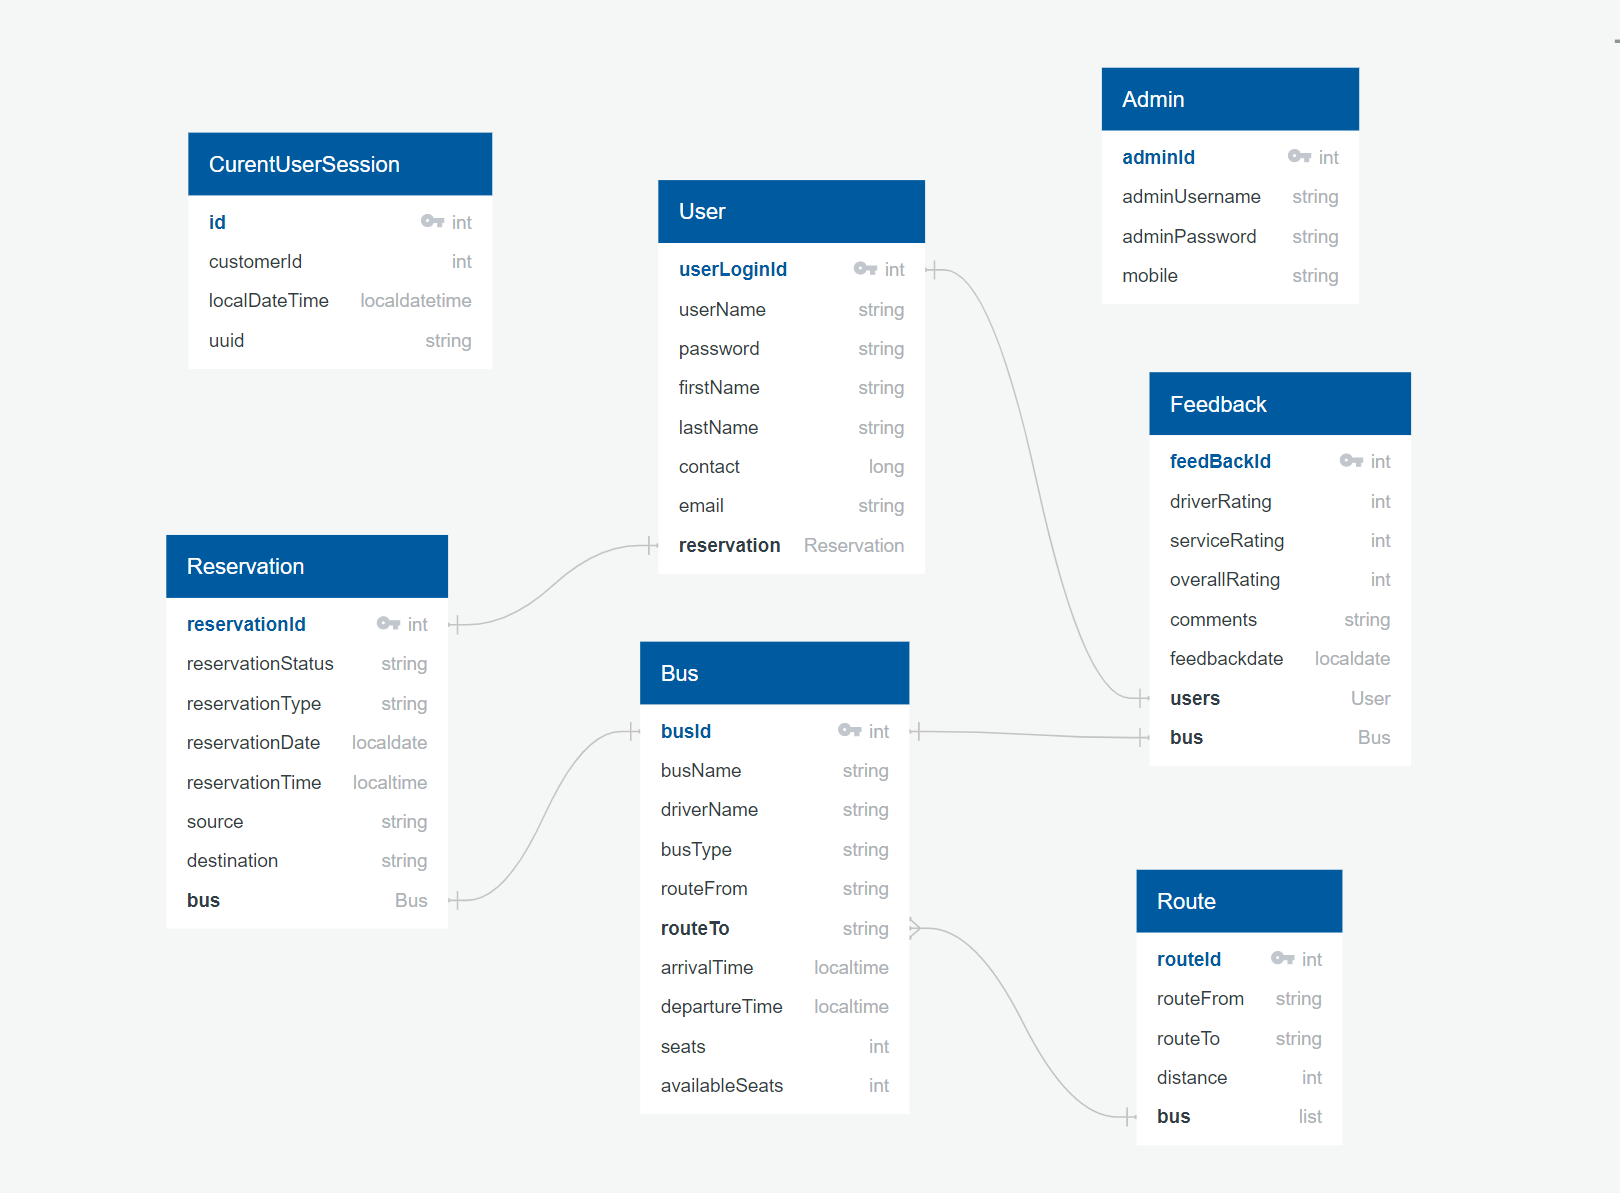 CurentUserSession
id int
customerId int
localDateTime localdatetime
uuid string
User
userLoginId int
userName string
password string
firstName string
lastName string
contact long
email string
reservation Reservation
Admin
adminId int
adminUsername string
adminPassword string
mobile string
Feedback
feedBackId int
driverRating int
serviceRating int
overallRating int
comments string
feedbackdate localdate
users User
bus Bus
Reservation
reservationId int
reservationStatus string
reservationType string
reservationDate localdate
reservationTime localtime
source string
destination string
bus Bus
Bus
busId int
busName string
driverName string
busType string
routeFrom string
routeTo string
arrivalTime localtime
departureTime localtime
seats int
availableSeats int
Route
routeId int
routeFrom string
routeTo string
distance int
bus list